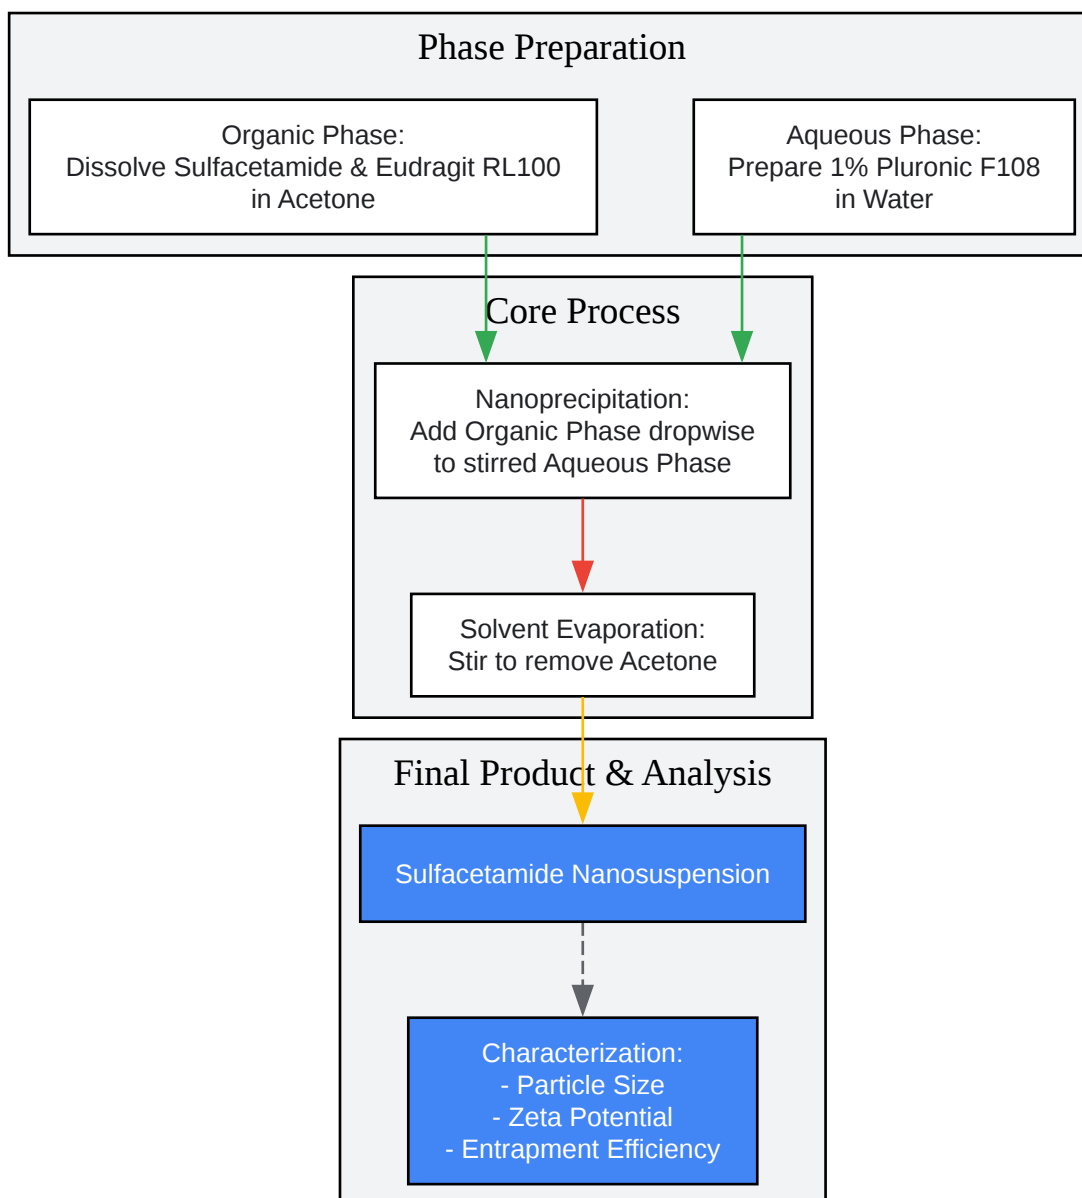 Phase Preparation
Organic Phase:
Dissolve Sulfacetamide & Eudragit RL100
in Acetone
Aqueous Phase:
Prepare 1% Pluronic F108
in Water
Core Process
Nanoprecipitation:
Add Organic Phase dropwise
to stirred Aqueous Phase
Solvent Evaporation:
Stir to remove Acetone
Final Product & Analysis
Sulfacetamide Nanosuspension
Characterization:
- Particle Size
- Zeta Potential
- Entrapment Efficiency